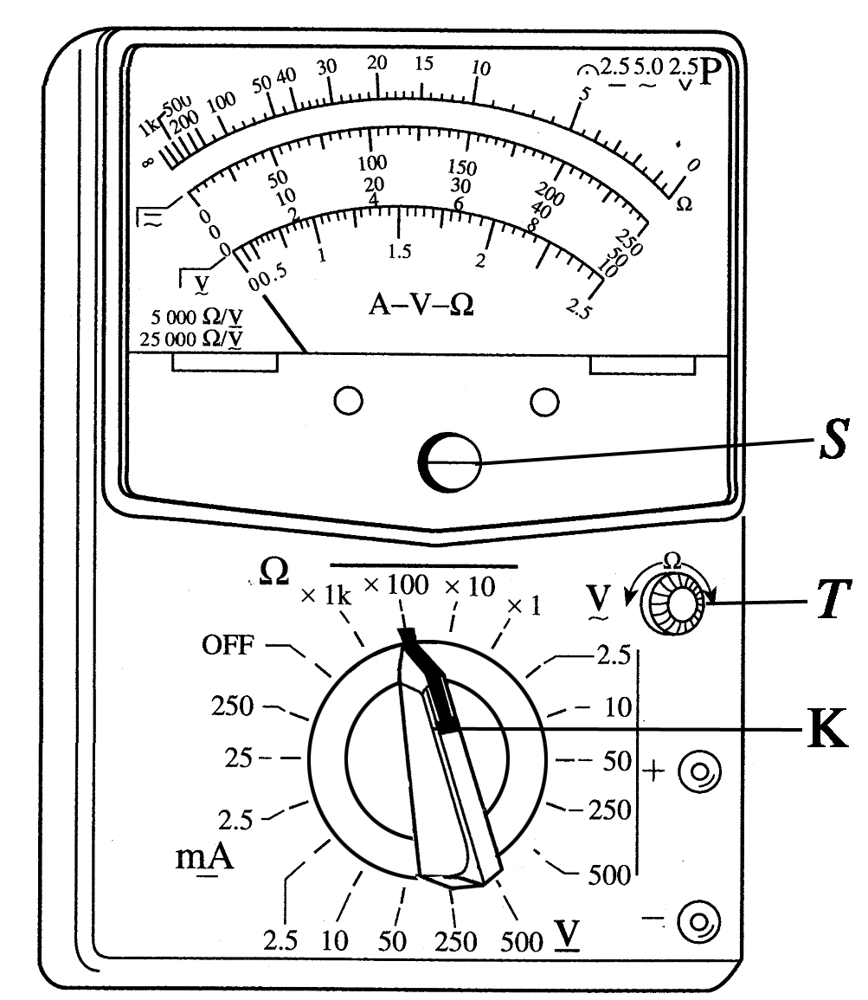 1k 500 200 100 50 40 30 20 15 10 5 0
∞ Ω
2.5 5.0 2.5 P
0 50 100 150 200 250
0 10 20 30 40 50
0 2 4 6 8 10
V 0 0.5 1 1.5 2 2.5
A–V–Ω
5 000 Ω/V
25 000 Ω/V
S
Ω ×1k ×100 ×10 ×1
Ω
T
V
OFF
2.5
250
10
K
25
50
+
2.5
250
mA
500
−
2.5 10 50 250 500 V